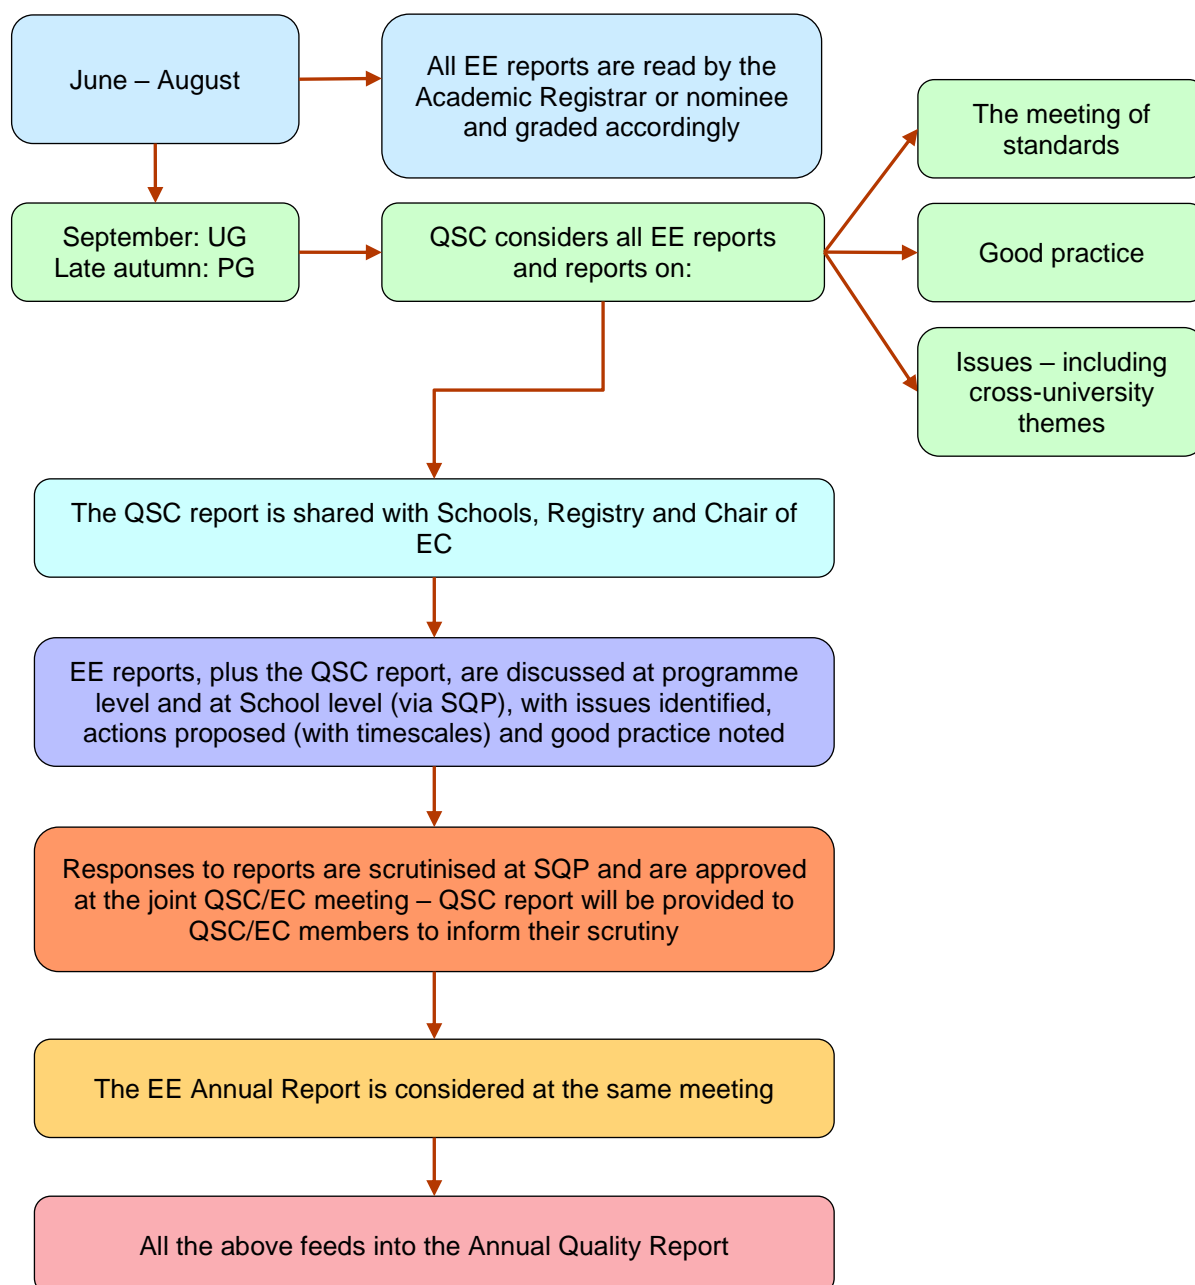 June – August
All EE reports are read by the
Academic Registrar or nominee
and graded accordingly
The meeting of
standards
September: UG
Late autumn: PG
QSC considers all EE reports
and reports on:
Good practice
Issues – including
cross-university
themes
The QSC report is shared with Schools, Registry and Chair of
EC
EE reports, plus the QSC report, are discussed at programme
level and at School level (via SQP), with issues identified,
actions proposed (with timescales) and good practice noted
Responses to reports are scrutinised at SQP and are approved
at the joint QSC/EC meeting – QSC report will be provided to
QSC/EC members to inform their scrutiny
The EE Annual Report is considered at the same meeting
All the above feeds into the Annual Quality Report